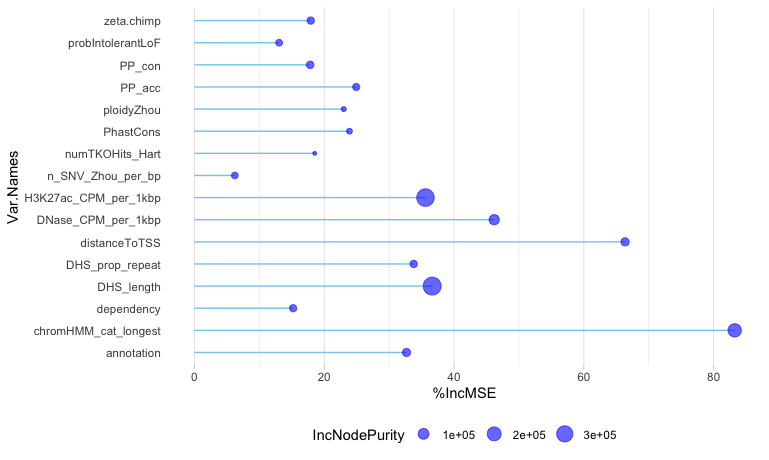 zeta.chimp
probIntolerantLoF
PP_con
PP_acc
ploidyZhou
PhastCons
numTKOHits_Hart
n_SNV_Zhou_per_bp
H3K27ac_CPM_per_1kbp
DNase_CPM_per_1kbp
distanceToTSS
DHS_prop_repeat
DHS_length
dependency
chromHMM_cat_longest
annotation
Var.Names
0 20 40 60 80
%IncMSE
IncNodePurity 1e+05 2e+05 3e+05